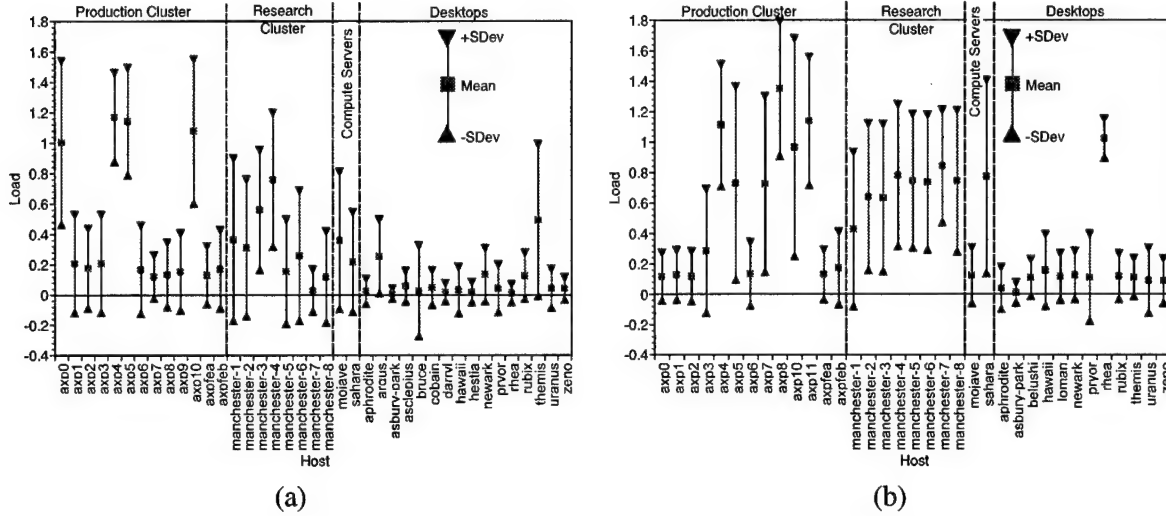 Production Cluster
Research
Cluster
Compute Servers
Desktops
+SDev
Mean
-SDev
Load
1.8
1.6
1.4
1.2
1
0.8
0.6
0.4
0.2
0
-0.2
-0.4
axp0
axp1
axp2
axp3
axp4
axp5
axp6
axp7
axp8
axp9
axp10
axpfea
axpfeb
manchester-1
manchester-2
manchester-3
manchester-4
manchester-5
manchester-6
manchester-7
manchester-8
mojave
sahara
aphrodite
argus
asbury-park
asclepius
bruce
cobain
darryl
hawaii
hestia
newark
pryor
rhea
rubix
themis
uranus
zeno
Host
(a)
Production Cluster
Research
Cluster
Compute Servers
Desktops
+SDev
Mean
-SDev
Load
1.8
1.6
1.4
1.2
1
0.8
0.6
0.4
0.2
0
-0.2
-0.4
axp0
axp1
axp2
axp3
axp4
axp5
axp6
axp7
axp8
axp10
axp11
axpfea
axpfeb
manchester-1
manchester-2
manchester-3
manchester-4
manchester-5
manchester-6
manchester-7
manchester-8
mojave
sahara
aphrodite
asbury-park
belushi
hawaii
loman
newark
pryor
rhea
rubix
themis
uranus
zeno
Host
(b)